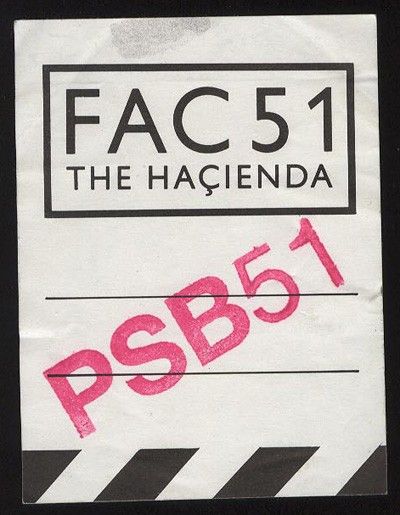 FAC 51
THE HAÇIENDA
PSB51